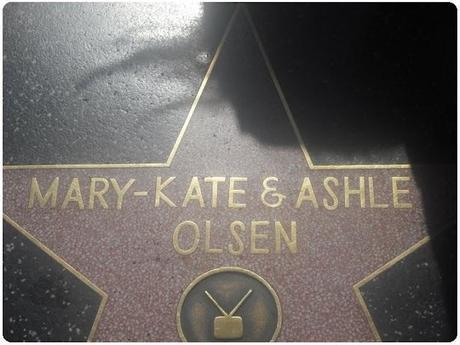 MARY-KATE & ASHLE
OLSEN